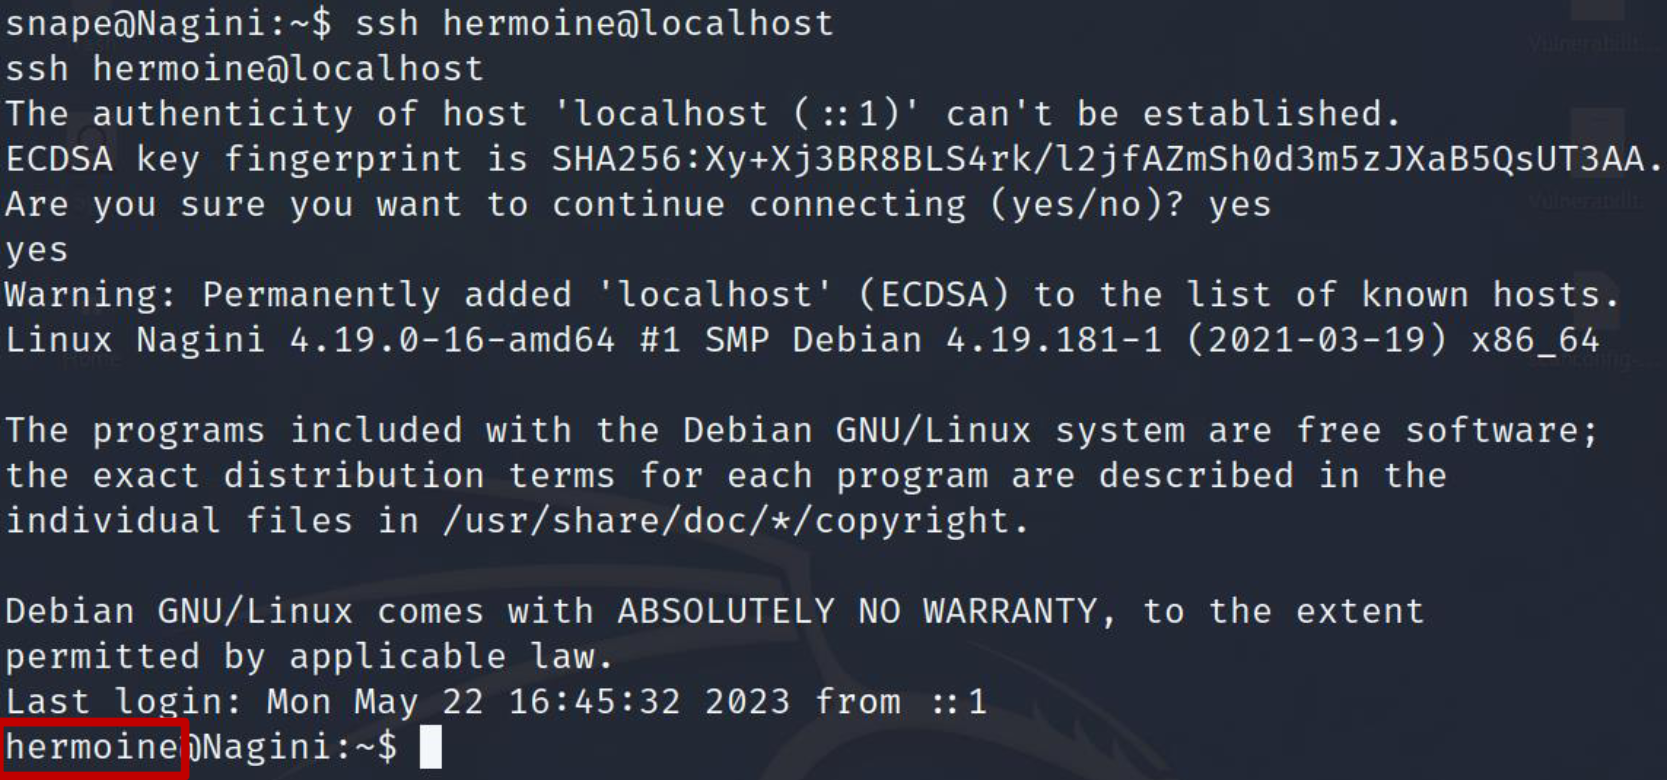 snape@Nagini:~$ ssh hermoine@localhost
ssh hermoine@localhost
The authenticity of host 'localhost (::1)' can't be established.
ECDSA key fingerprint is SHA256:Xy+Xj3BR8BLS4rk/l2jfAZmSh0d3m5zJXaB5QsUT3AA.
Are you sure you want to continue connecting (yes/no)? yes
yes
Warning: Permanently added 'localhost' (ECDSA) to the list of known hosts.
Linux Nagini 4.19.0-16-amd64 #1 SMP Debian 4.19.181-1 (2021-03-19) x86_64
The programs included with the Debian GNU/Linux system are free software;
the exact distribution terms for each program are described in the
individual files in /usr/share/doc/*/copyright.
Debian GNU/Linux comes with ABSOLUTELY NO WARRANTY, to the extent
permitted by applicable law.
Last login: Mon May 22 16:45:32 2023 from ::1
hermoine@Nagini:~$